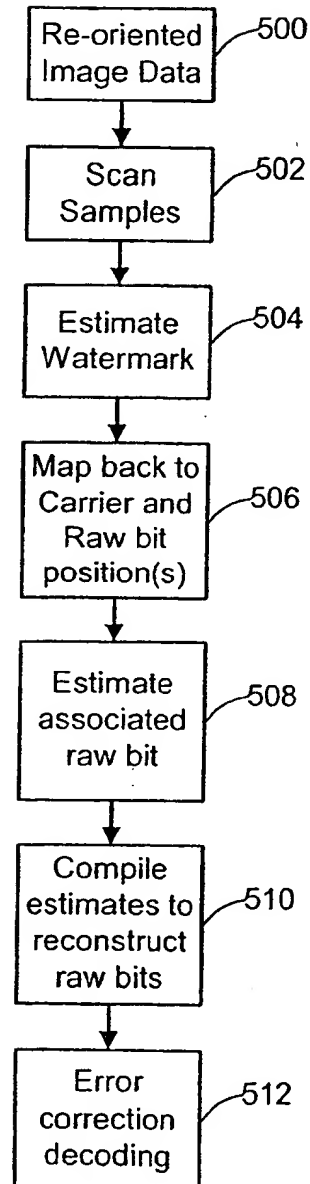 Re-oriented
Image Data
500
Scan
Samples
502
Estimate
Watermark
504
Map back to
Carrier and
Raw bit
position(s)
506
Estimate
associated
raw bit
508
Compile
estimates to
reconstruct
raw bits
510
Error
correction
decoding
512